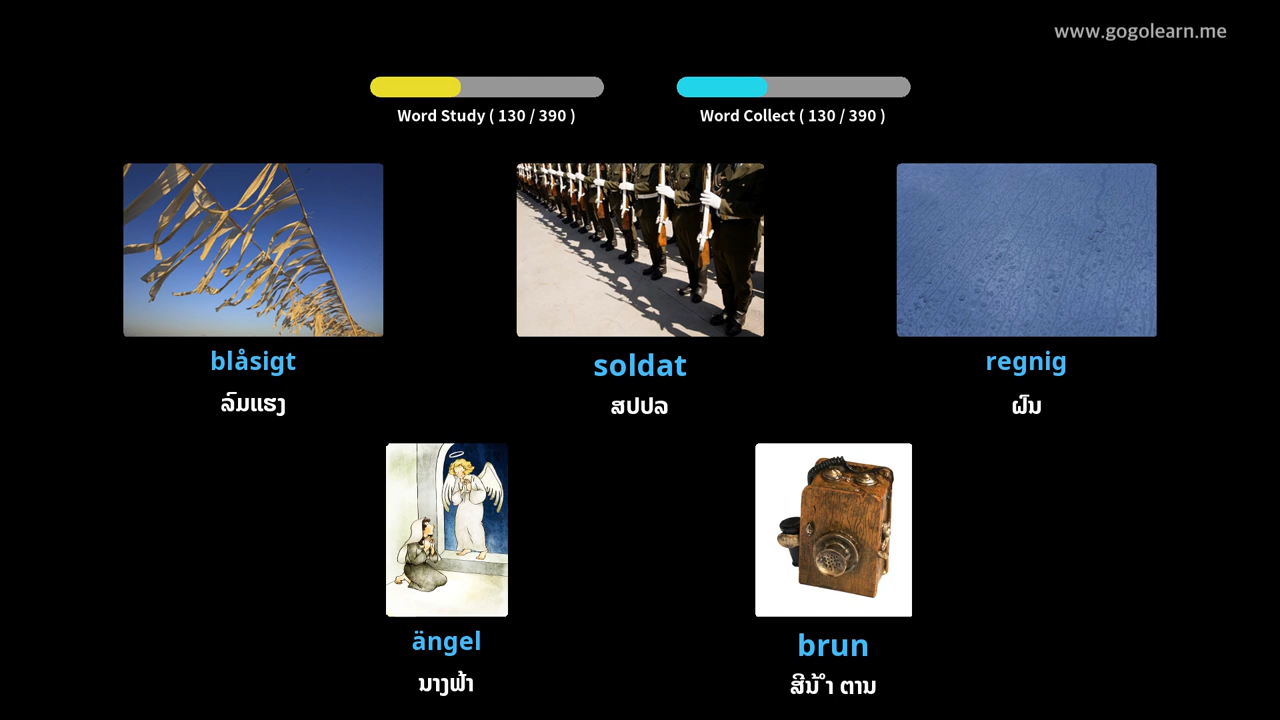 www.gogolearn.me
Word Study ( 130 / 390 )
Word Collect ( 130 / 390 )
blåsigt
ລົມແຮງ
soldat
ສປປລ
regnig
ຝົນ
ängel
ນາງຟ້າ
brun
ສີນ້ ຳ ຕານ